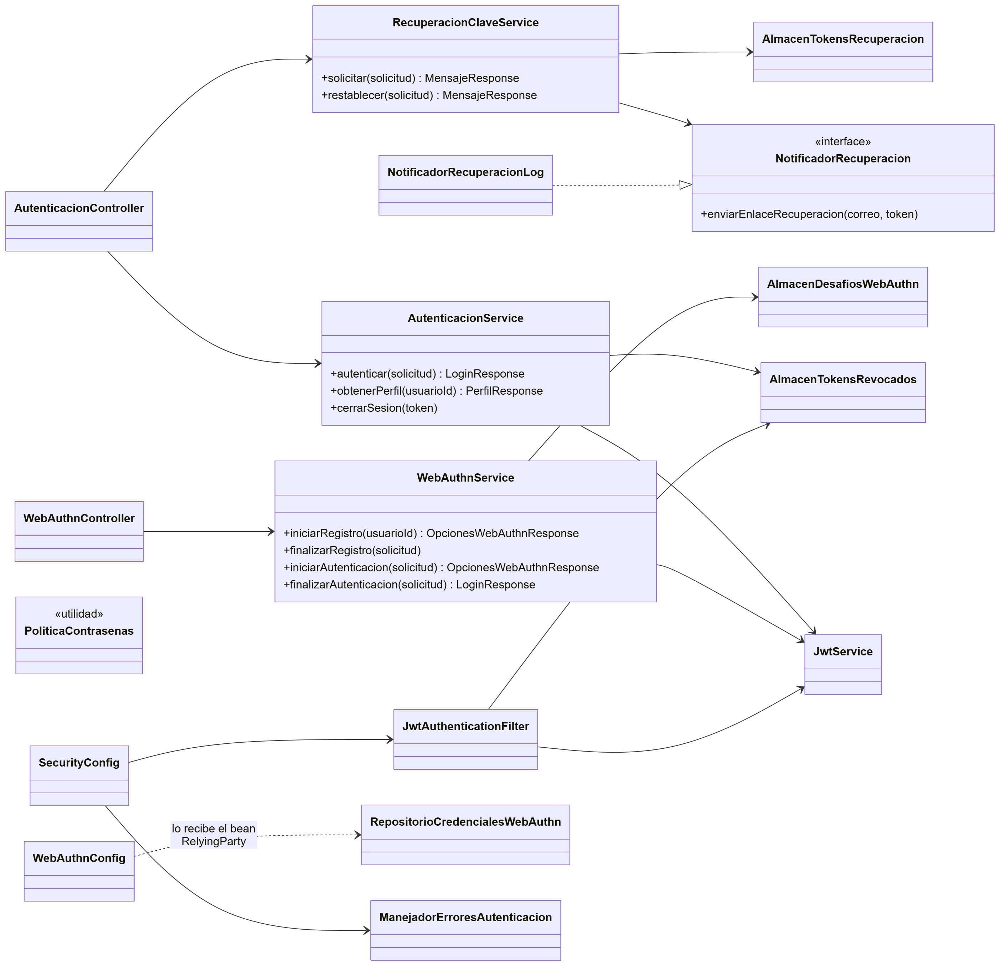 RecuperacionClaveService
+solicitar(solicitud) : MensajeResponse
+restablecer(solicitud) : MensajeResponse
AlmacenTokensRecuperacion
«interface»
NotificadorRecuperacion
+enviarEnlaceRecuperacion(correo, token)
NotificadorRecuperacionLog
AutenticacionController
AutenticacionService
+autenticar(solicitud) : LoginResponse
+obtenerPerfil(usuarioId) : PerfilResponse
+cerrarSesion(token)
AlmacenDesafiosWebAuthn
AlmacenTokensRevocados
WebAuthnService
+iniciarRegistro(usuarioId) : OpcionesWebAuthnResponse
+finalizarRegistro(solicitud)
+iniciarAutenticacion(solicitud) : OpcionesWebAuthnResponse
+finalizarAutenticacion(solicitud) : LoginResponse
WebAuthnController
«utilidad»
PoliticaContrasenas
JwtService
JwtAuthenticationFilter
SecurityConfig
RepositorioCredencialesWebAuthn
lo recibe el bean
RelyingParty
WebAuthnConfig
ManejadorErroresAutenticacion